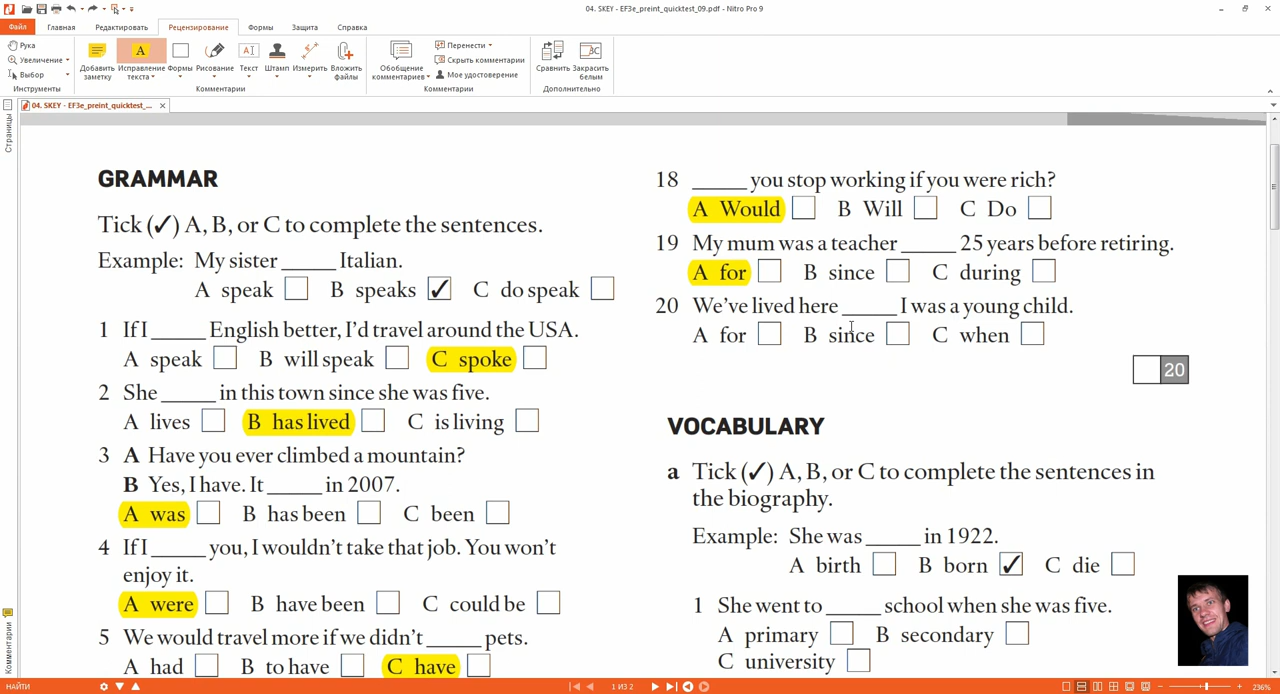 04. SKEY - EF3e_preint_quicktest_09.pdf - Nitro Pro 9
Файл Главная Редактировать Рецензирование Формы Защита Справка
Рука
Увеличение
Выбор
Инструменты
Добавить заметку
Исправление текста
Формы
Рисование
Текст
Штамп
Измерить
Вложить файлы
Комментарии
Обобщение комментариев
Перенести
Скрыть комментарии
Мое удостоверение
Комментарии
Сравнить
Закрасить белым
Дополнительно
04. SKEY - EF3e_preint_quicktest_...
Страницы
GRAMMAR
Tick (✓) A, B, or C to complete the sentences.
Example: My sister _____ Italian.
A speak B speaks ✓ C do speak
1 If I _____ English better, I’d travel around the USA.
A speak B will speak C spoke
2 She _____ in this town since she was five.
A lives B has lived C is living
3 A Have you ever climbed a mountain?
B Yes, I have. It _____ in 2007.
A was B has been C been
4 If I _____ you, I wouldn’t take that job. You won’t
enjoy it.
A were B have been C could be
5 We would travel more if we didn’t _____ pets.
A had B to have C have
18 _____ you stop working if you were rich?
A Would B Will C Do
19 My mum was a teacher _____ 25 years before retiring.
A for B since C during
20 We’ve lived here _____ I was a young child.
A for B since C when
20
VOCABULARY
a Tick (✓) A, B, or C to complete the sentences in
the biography.
Example: She was _____ in 1922.
A birth B born ✓ C die
1 She went to _____ school when she was five.
A primary B secondary
C university
Комментарии
НАЙТИ
1 ИЗ 2
236%